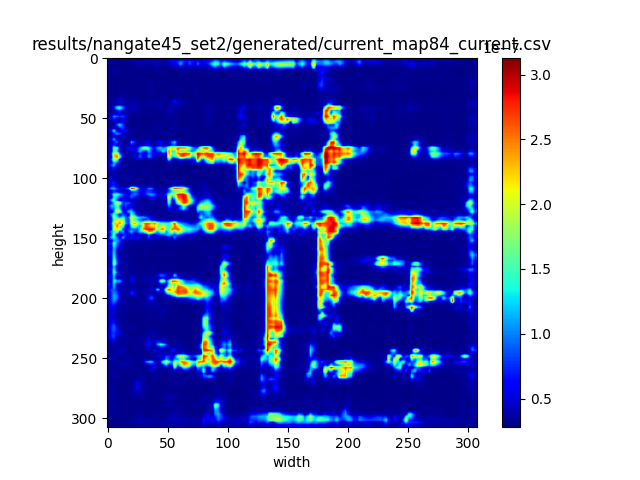 results/nangate45_set2/generated/current_map84_current.csv
1e−7
0
50
100
150
200
250
300
height
0 50 100 150 200 250 300
width
3.0
2.5
2.0
1.5
1.0
0.5